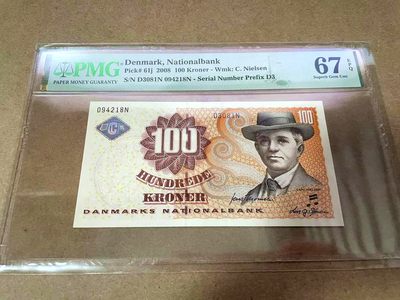 PMG
PAPER MONEY GUARANTY
Denmark, Nationalbank
Pick# 61j 2008 100 Kroner - Wmk: C. Nielsen
S/N D3081N 094218N - Serial Number Prefix D3
67 EPQ
Superb Gem Unc
094218N
D3081N
100
100
HUNDREDE
KRONER
DANMARKS NATIONALBANK